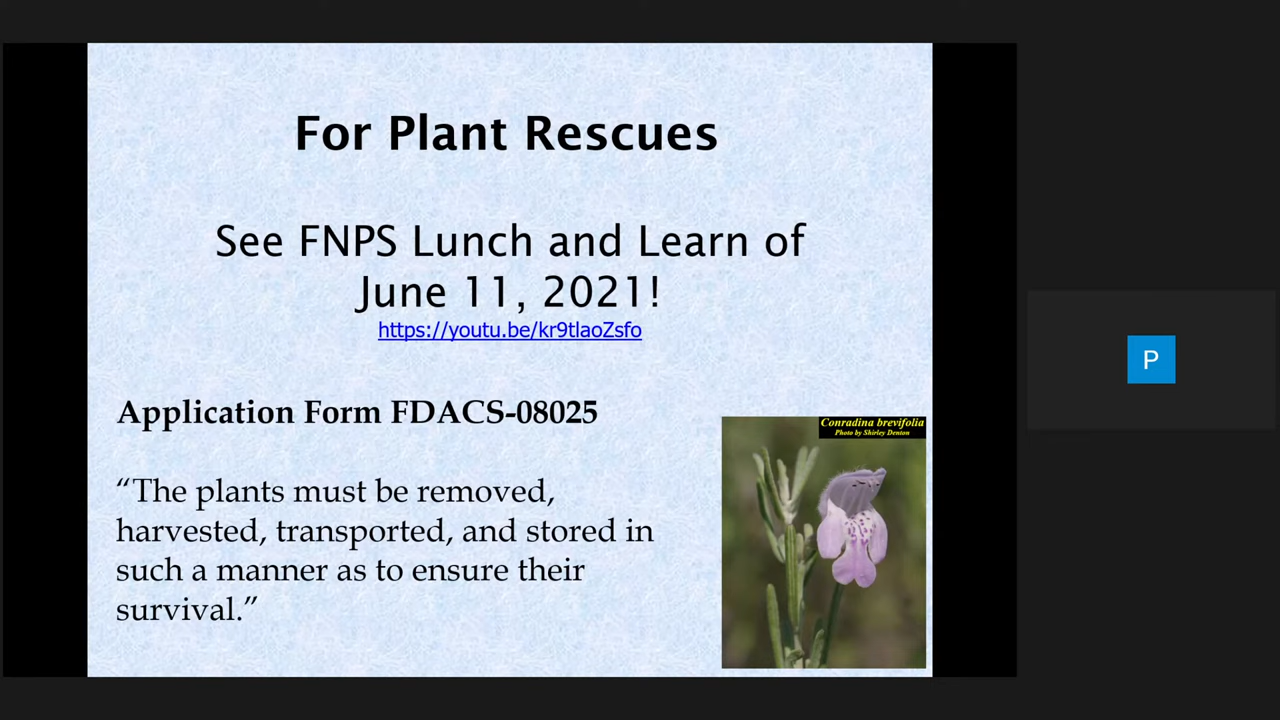 For Plant Rescues
See FNPS Lunch and Learn of
June 11, 2021!
https://youtu.be/kr9tlaoZsfo
Application Form FDACS-08025
Conradina brevifolia
Photo by Shirley Denton
“The plants must be removed,
harvested, transported, and stored in
such a manner as to ensure their
survival.”
P